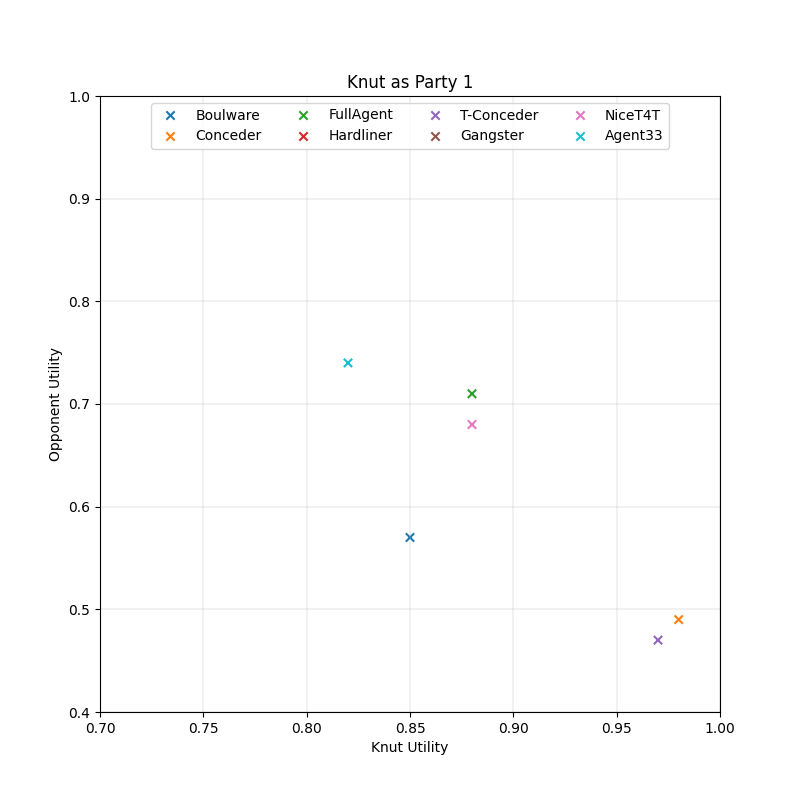 Knut as Party 1
Boulware FullAgent T-Conceder NiceT4T
Conceder Hardliner Gangster Agent33
1.0
0.9
0.8
0.7
0.6
0.5
0.4
Opponent Utility
0.70 0.75 0.80 0.85 0.90 0.95 1.00
Knut Utility